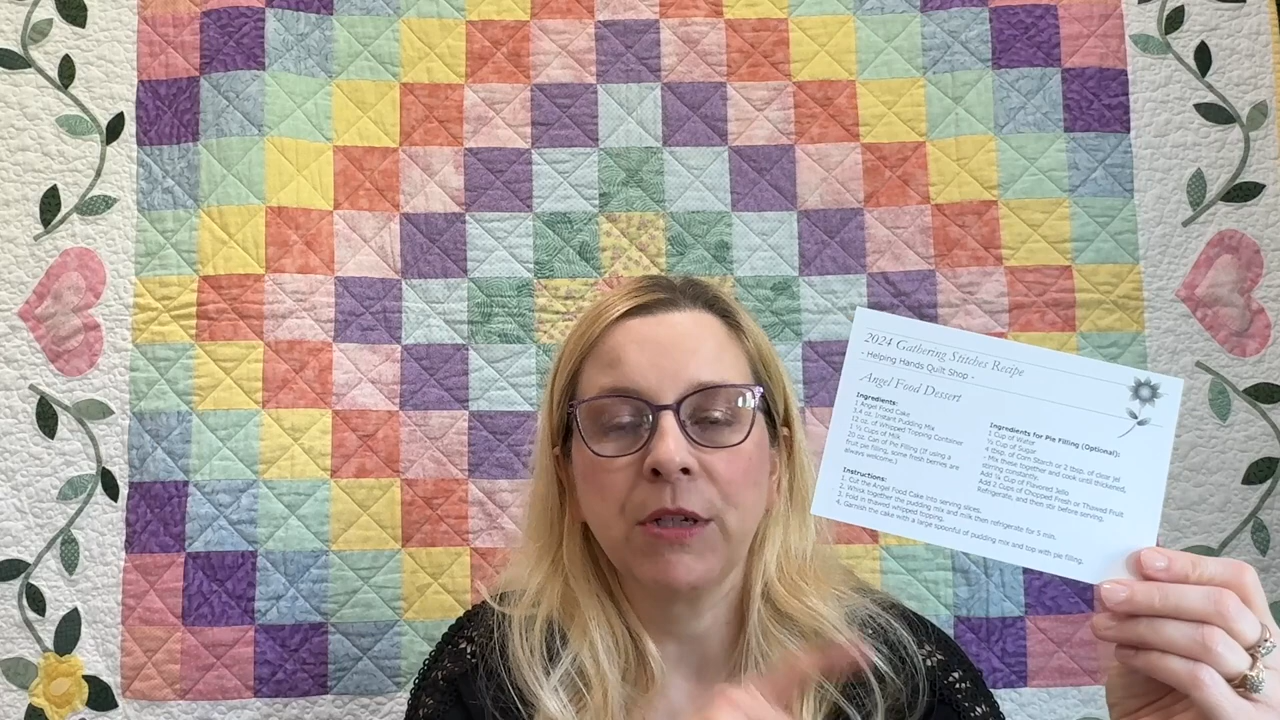 2024 Gathering Stitches Recipe
- Helping Hands Quilt Shop -
Angel Food Dessert
Ingredients:
1 Angel Food Cake
3.4 oz. Instant Pudding Mix
12 oz. of Whipped Topping Container
1 ½ Cups of Milk
20 oz. Can of Pie Filling (If using a
fruit pie filling, some fresh berries are
always welcome.)
Ingredients for Pie Filling (Optional):
1 Cup of Water
Cup of Sugar
4 tbsp. of Corn Starch or 2 tbsp. of clear jel
- Mix these together and cook until thickened,
stirring constantly.
Add ¼ Cup of Flavored Jello
Add 2 Cups of Chopped Fresh or Thawed Fruit
Refrigerate, and then stir before serving.
Instructions:
1. Cut the Angel Food Cake into serving slices.
2. Whisk together the pudding mix and milk then refrigerate for 5 min.
3. Fold in thawed whipped topping.
4. Garnish the cake with a large spoonful of pudding mix and top with pie filling.